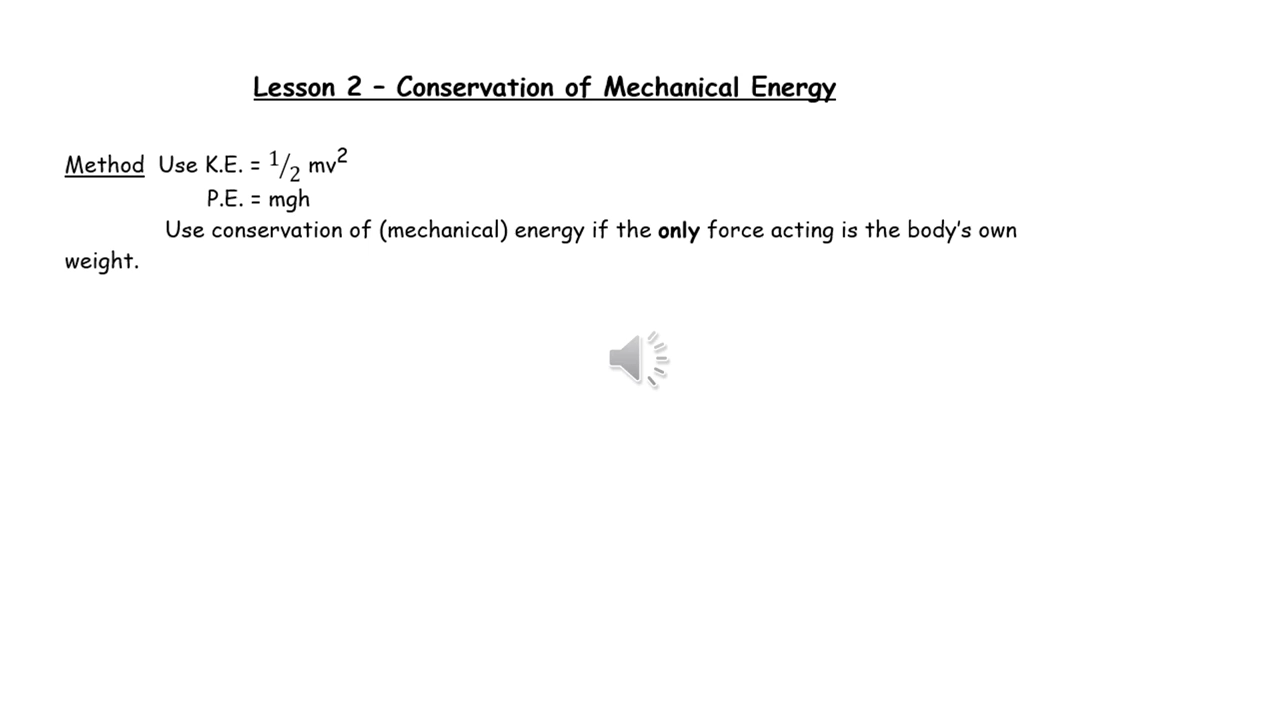 Lesson 2 – Conservation of Mechanical Energy
Method Use K.E. = 1/2 mv²
P.E. = mgh
Use conservation of (mechanical) energy if the only force acting is the body's own
weight.